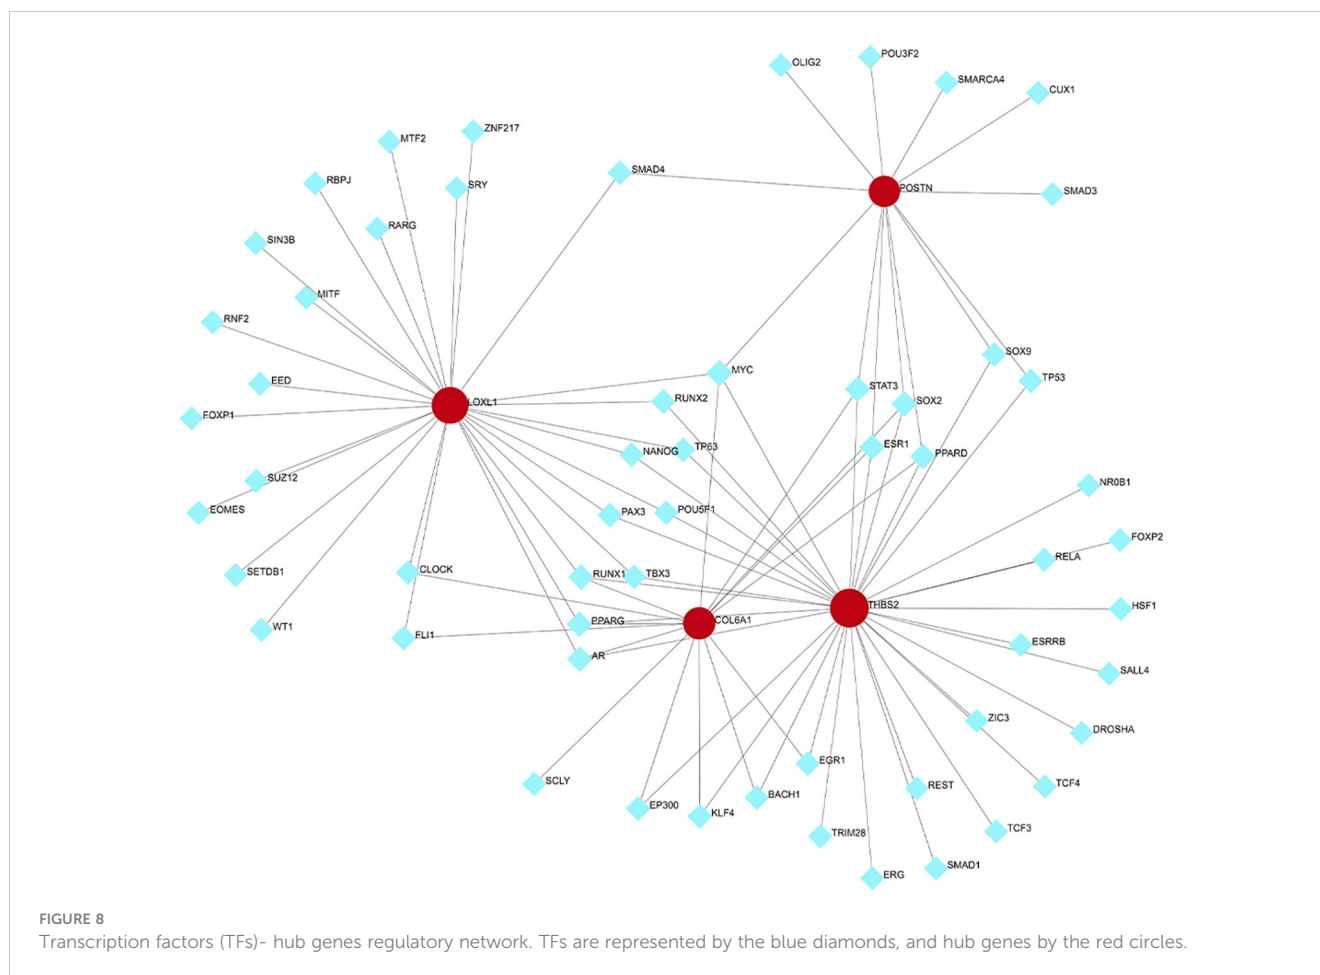 OLIG2
POU3F2
SMARCA4
CUX1
ZNF217
MTF2
SMAD4
RBPJ
SRY
POSTN
SMAD3
RARG
SIN3B
MITF
RNF2
SOX9
MYC
TP53
EED
STAT3
RUNX2
SOX2
LOXL1
FOXP1
ESR1
NANOG
TP63
PPARD
SUZ12
NR0B1
EOMES
PAX3
POU5F1
FOXP2
RELA
SETDB1
CLOCK
RUNX1
TBX3
THBS2
HSF1
COL6A1
PPARG
WT1
FLI1
ESRRB
AR
SALL4
ZIC3
DROSHA
EGR1
SCLY
REST
TCF4
BACH1
EP300
KLF4
TRIM28
TCF3
SMAD1
ERG
FIGURE 8
Transcription factors (TFs)- hub genes regulatory network. TFs are represented by the blue diamonds, and hub genes by the red circles.